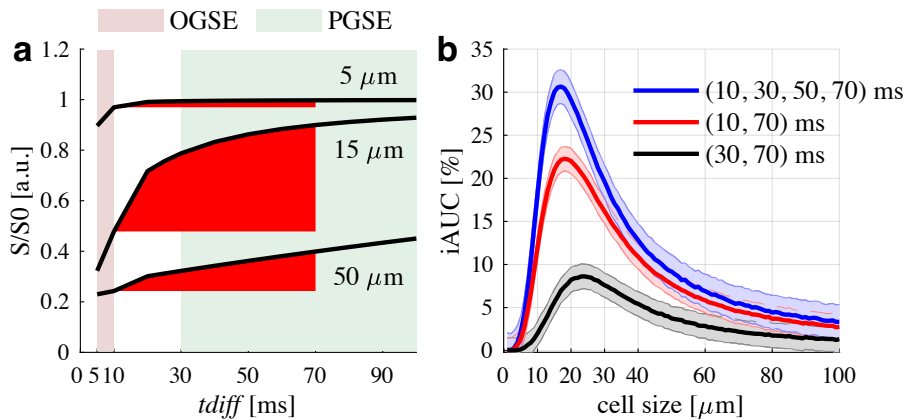 OGSE PGSE
a
1.2
1
0.8
0.6
0.4
0.2
0
S/S0 [a.u.]
5 μm
15 μm
50 μm
0 5 10 30 50 70 90
tdiff [ms]
b
35
30
25
20
15
10
5
0
iAUC [%]
(10, 30, 50, 70) ms
(10, 70) ms
(30, 70) ms
0 10 20 30 40 60 80 100
cell size [μm]